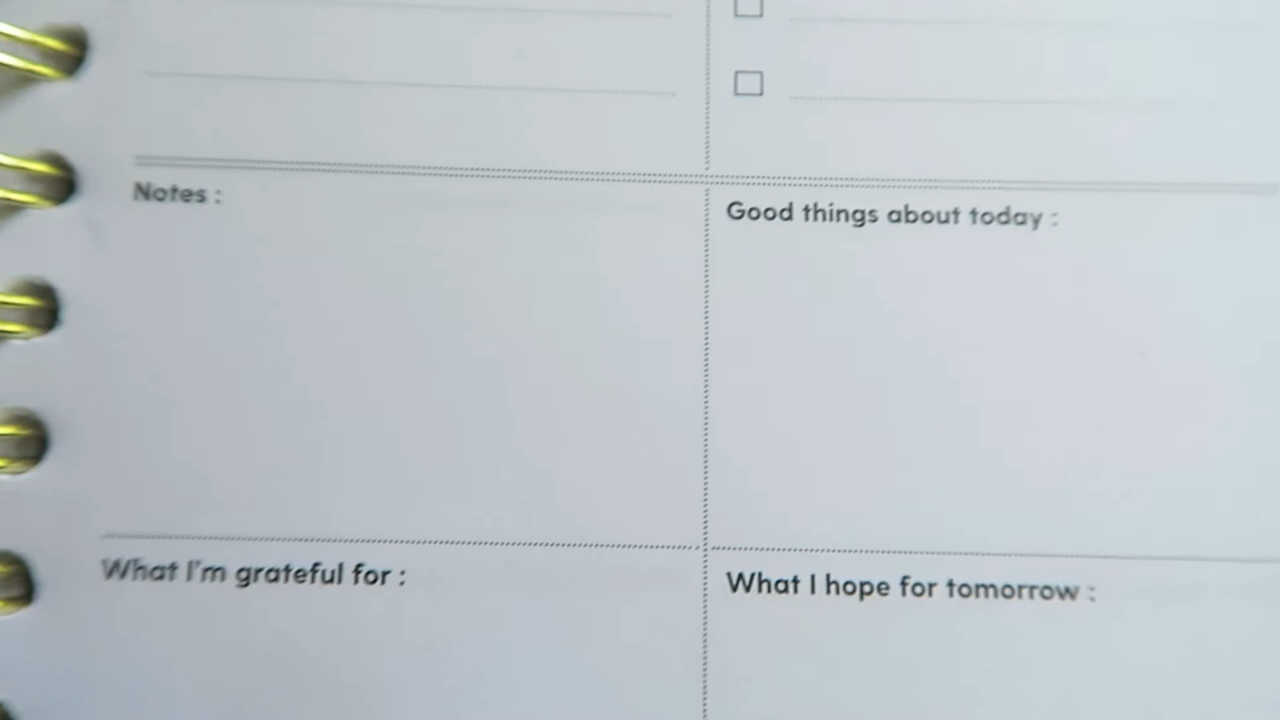 Notes :
Good things about today :
What I'm grateful for :
What I hope for tomorrow :